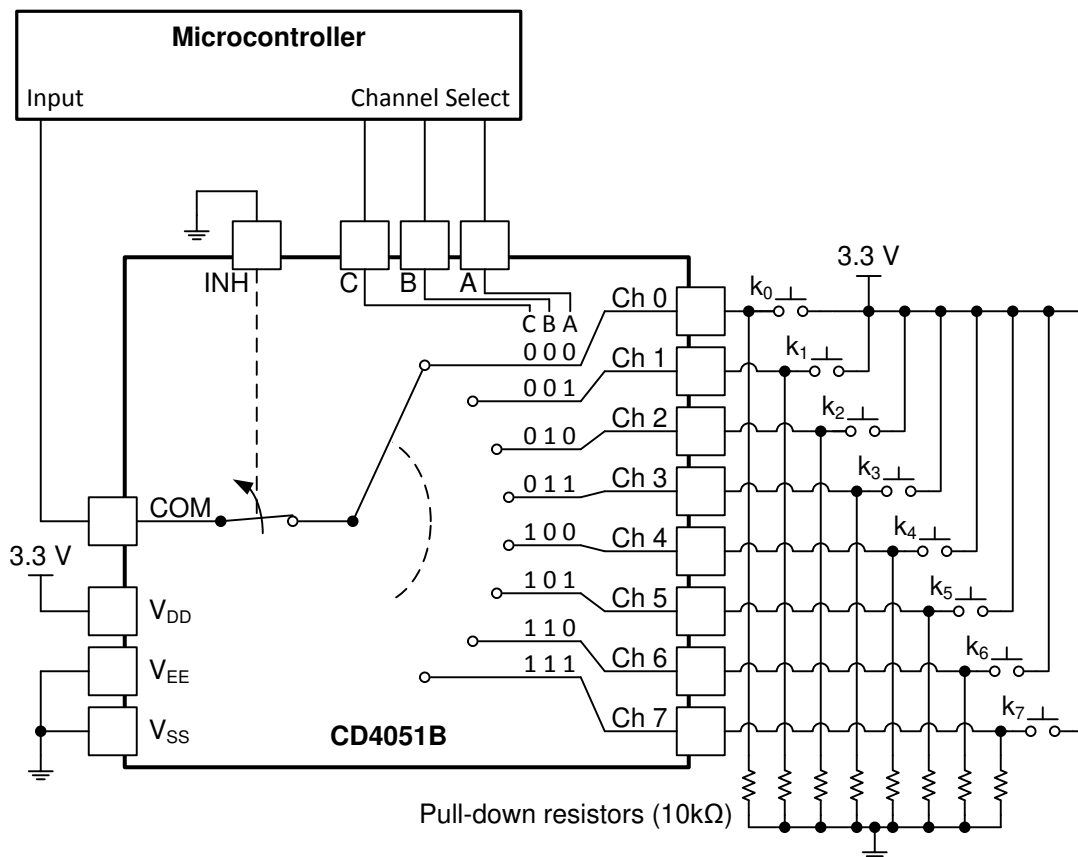 Microcontroller
Input
Channel Select
INH
C
B
A
C B A
3.3 V
k0
Ch 0
0 0 0
k1
Ch 1
0 0 1
k2
Ch 2
0 1 0
k3
Ch 3
0 1 1
k4
Ch 4
1 0 0
k5
Ch 5
1 0 1
k6
Ch 6
1 1 0
k7
Ch 7
1 1 1
COM
3.3 V
VDD
VEE
VSS
CD4051B
Pull-down resistors (10kΩ)